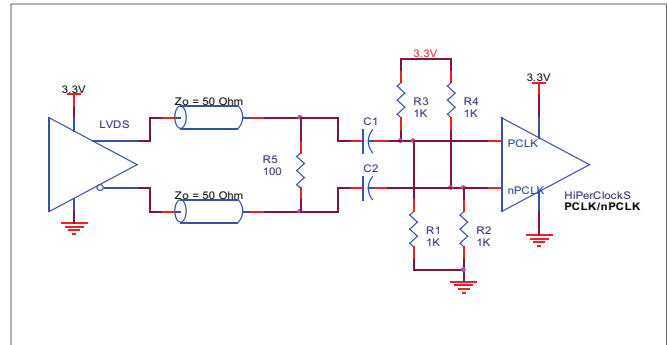 3.3V
3.3V
3.3V
LVDS
Zo = 50 Ohm
C1
R3
1K
R4
1K
PCLK
R5
100
C2
Zo = 50 Ohm
nPCLK
HiPerClockS
PCLK/nPCLK
R1
1K
R2
1K